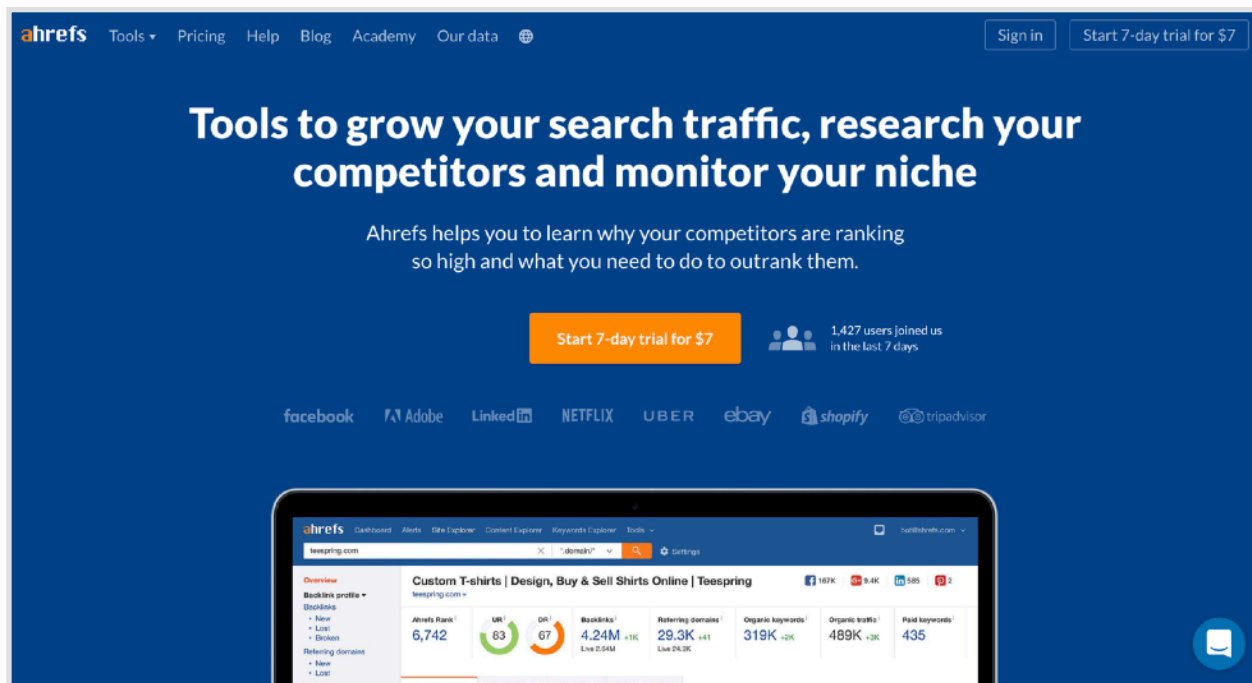 ahrefs Tools Pricing Help Blog Academy Our data Sign in Start 7-day trial for $7
Tools to grow your search traffic, research your
competitors and monitor your niche
Ahrefs helps you to learn why your competitors are ranking
so high and what you need to do to outrank them.
Start 7-day trial for $7
1,427 users joined us
in the last 7 days
facebook Adobe Linked in NETFLIX UBER ebay shopify tripadvisor
ahrefs Dashboard Alerts Site Explorer Content Explorer Keywords Explorer Tools
teespring.com *.domain/* Settings
Overview
Custom T-shirts | Design, Buy & Sell Shirts Online | Teespring 167K 9.4K 585 2
Backlink profile
teespring.com
Backlinks
New
Lost
Broken
Referring domains
New
Lost
Ahrefs Rank UR DR Backlinks Referring domains Organic keywords Organic traffic Paid keywords
6,742 83 67 4.24M +1K 29.3K +41 319K +2K 489K +3K 435
Live 2.64M Live 24.2K